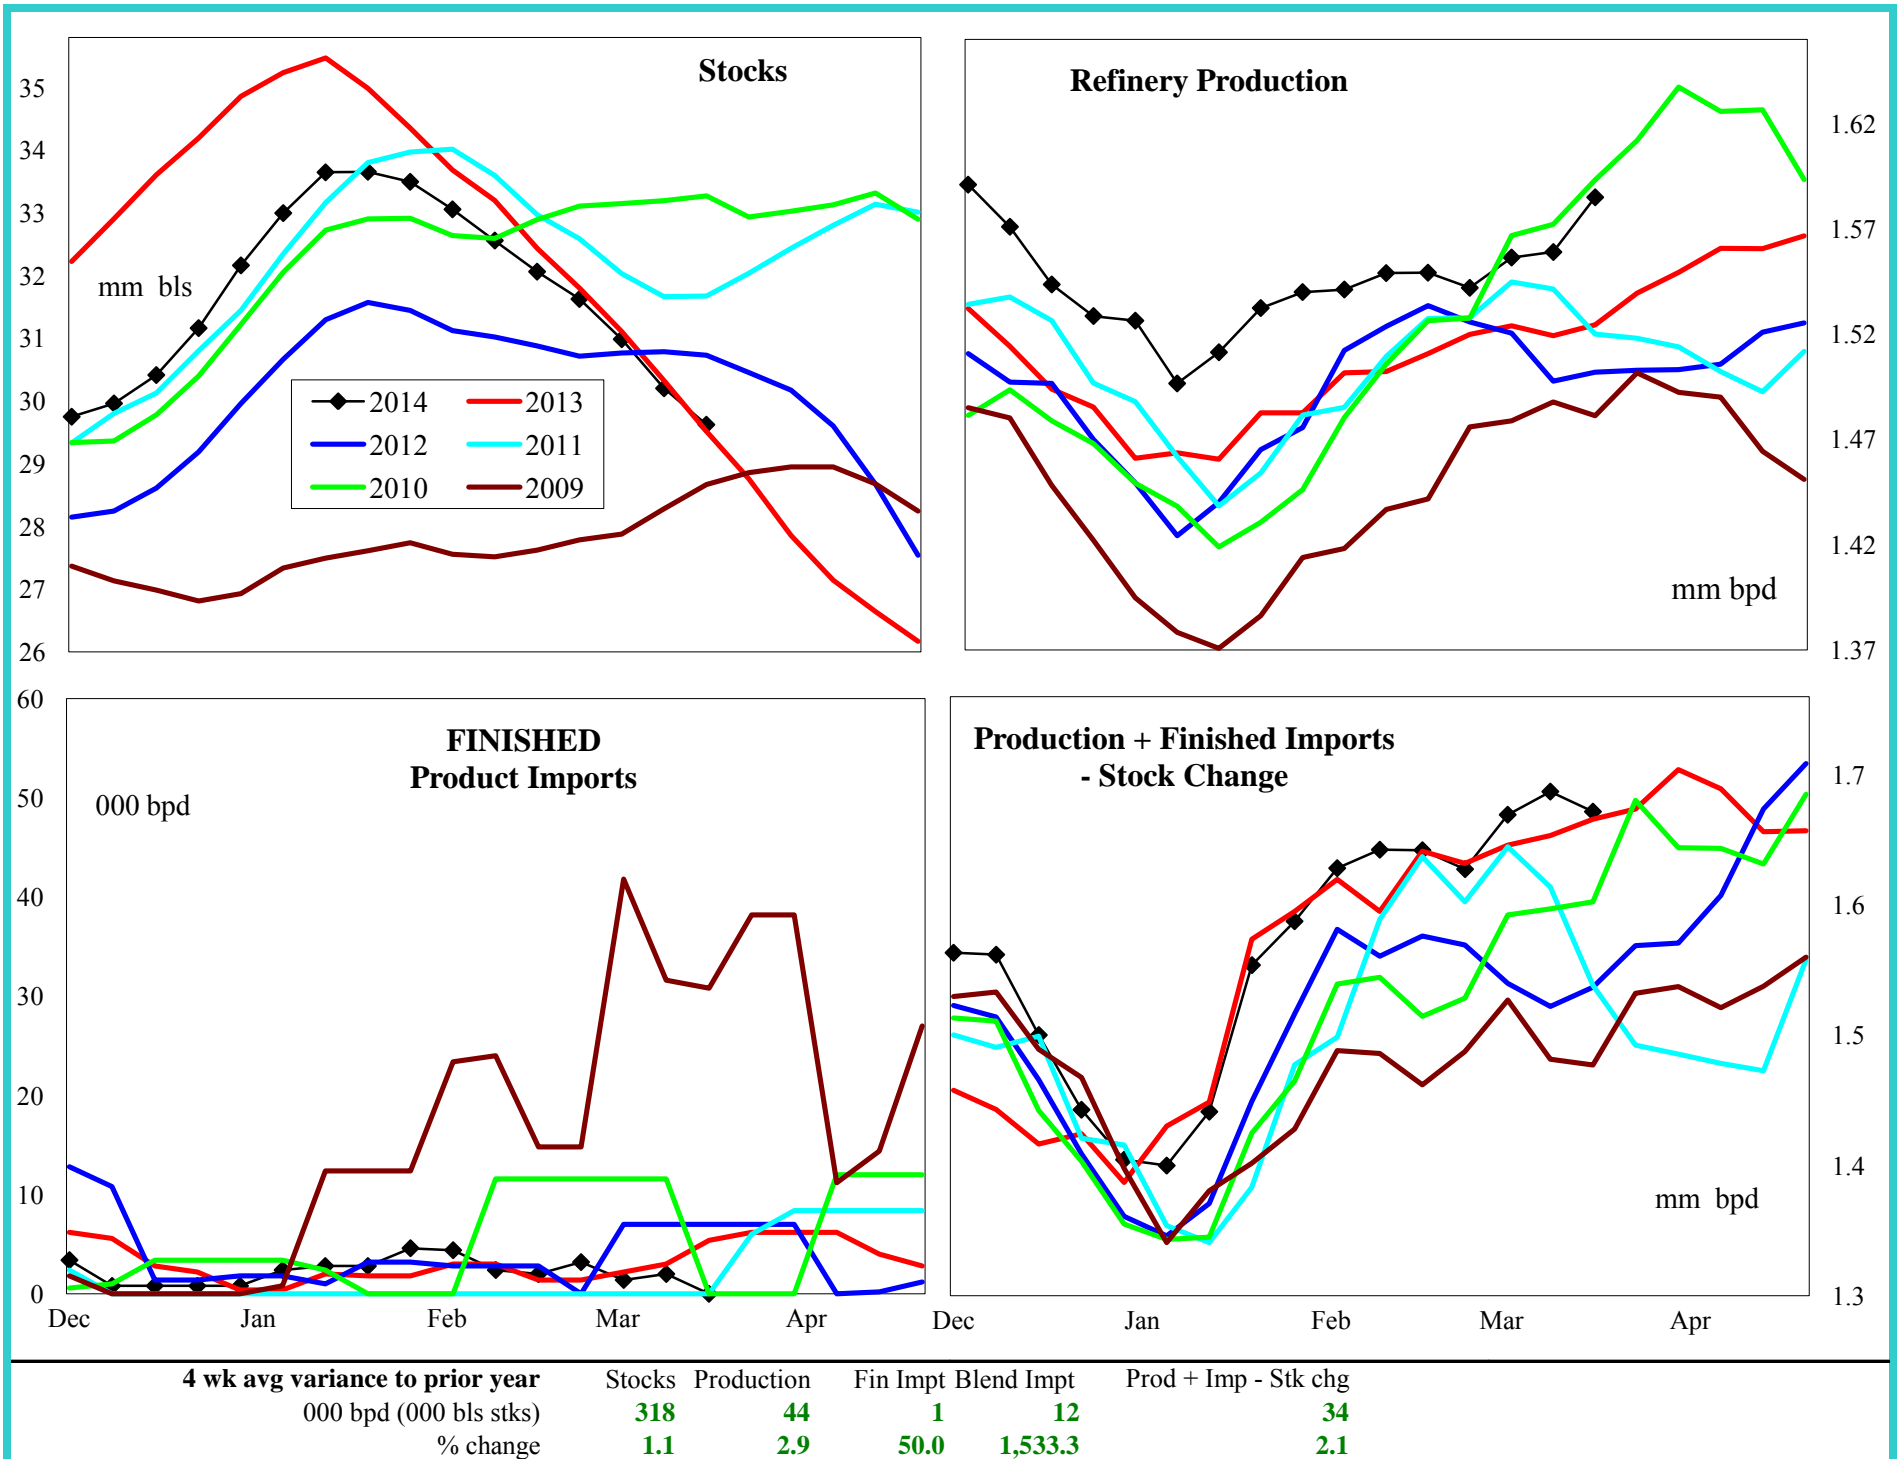 Stocks
35
34
33
32
31
30
29
28
27
26
mm bls
2014 2013
2012 2011
2010 2009
Refinery Production
1.62
1.57
1.52
1.47
1.42
1.37
mm bpd
FINISHED
Product Imports
000 bpd
60
50
40
30
20
10
0
Dec Jan Feb Mar Apr
Production + Finished Imports
- Stock Change
1.7
1.6
1.5
1.4
1.3
mm bpd
Dec Jan Feb Mar Apr
4 wk avg variance to prior year Stocks Production Fin Impt Blend Impt Prod + Imp - Stk chg
000 bpd (000 bls stks) 318 44 1 12 34
% change 1.1 2.9 50.0 1,533.3 2.1